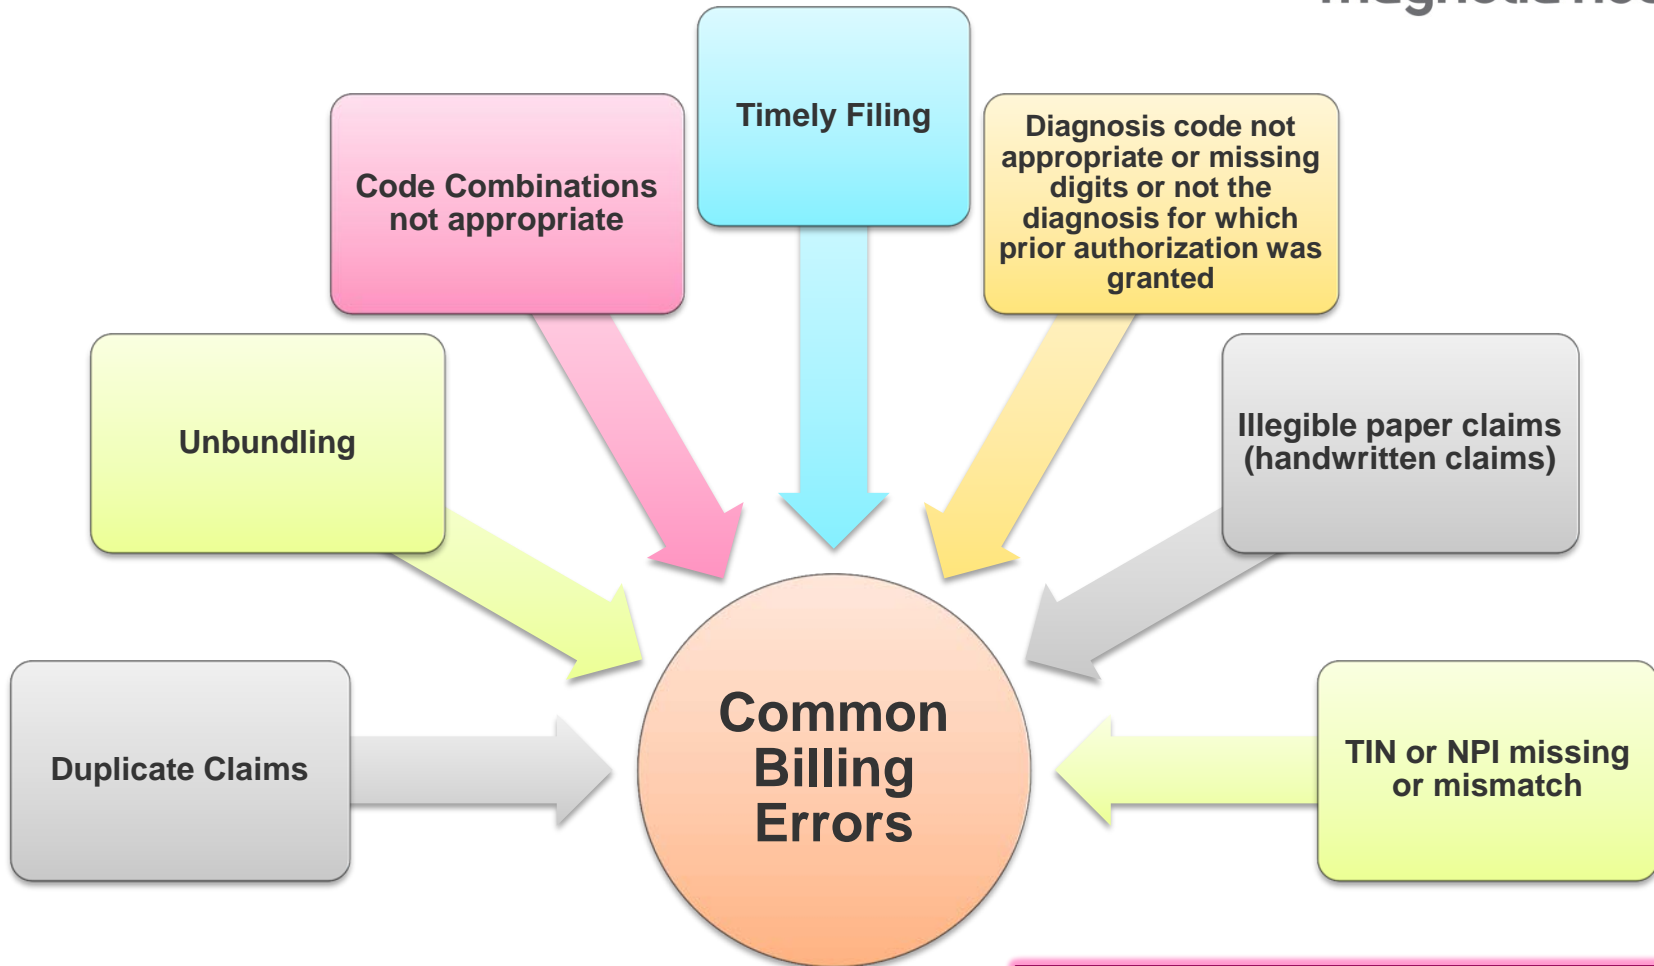 Timely Filing
Code Combinations
not appropriate
Diagnosis code not
appropriate or missing
digits or not the
diagnosis for which
prior authorization was
granted
Unbundling
Illegible paper claims
(handwritten claims)
Duplicate Claims
Common
Billing
Errors
TIN or NPI missing
or mismatch